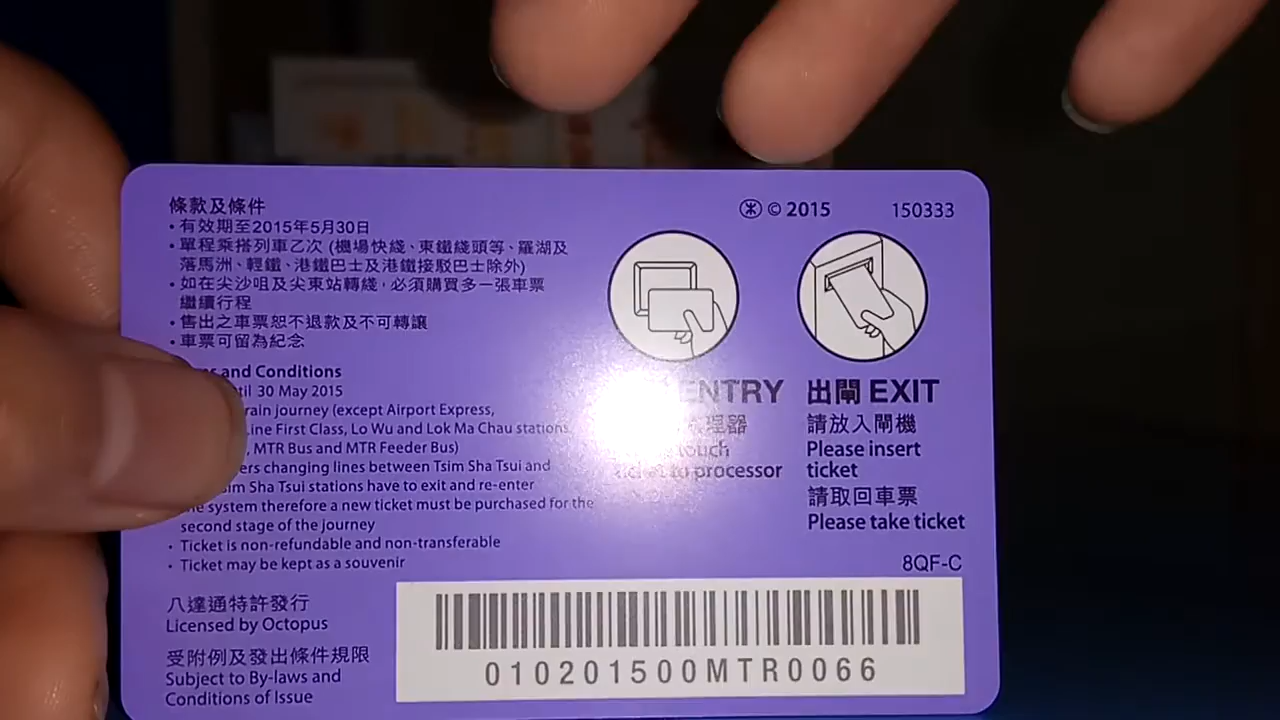 條款及條件
• 有效期至2015年5月30日
• 單程乘搭列車乙次 (機場快綫、東鐵綫頭等、羅湖及
落馬洲、輕鐵、港鐵巴士及港鐵接駁巴士除外)
• 如在尖沙咀及尖東站轉綫，必須購買多一張車票
繼續行程
• 售出之車票恕不退款及不可轉讓
• 車票可留為紀念
and Conditions
30 May 2015
journey (except Airport Express,
First Class, Lo Wu and Lok Ma Chau stations,
, MTR Bus and MTR Feeder Bus)
changing lines between Tsim Sha Tsui and
Sha Tsui stations have to exit and re-enter
system therefore a new ticket must be purchased for the
second stage of the journey
• Ticket is non-refundable and non-transferable
• Ticket may be kept as a souvenir
八達通特許發行
Licensed by Octopus
受附例及發出條件規限
Subject to By-laws and
Conditions of Issue
© 2015
150333
ENTRY
理器
touch
ticket to processor
出閘 EXIT
請放入閘機
Please insert
ticket
請取回車票
Please take ticket
8QF-C
010201500MTR0066